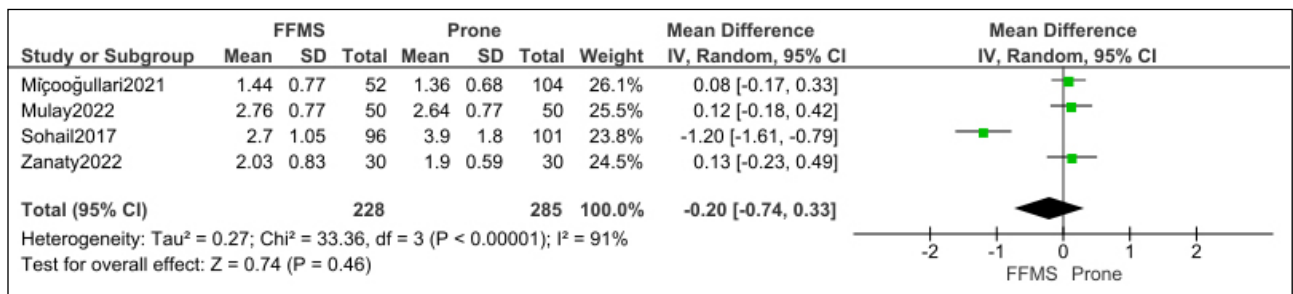 FFMS Prone Mean Difference Mean Difference
Study or Subgroup Mean SD Total Mean SD Total Weight IV, Random, 95% CI IV, Random, 95% CI
Miçooğullari2021 1.44 0.77 52 1.36 0.68 104 26.1% 0.08 [-0.17, 0.33]
Mulay2022 2.76 0.77 50 2.64 0.77 50 25.5% 0.12 [-0.18, 0.42]
Sohail2017 2.7 1.05 96 3.9 1.8 101 23.8% -1.20 [-1.61, -0.79]
Zanaty2022 2.03 0.83 30 1.9 0.59 30 24.5% 0.13 [-0.23, 0.49]
Total (95% CI) 228 285 100.0% -0.20 [-0.74, 0.33]
Heterogeneity: Tau² = 0.27; Chi² = 33.36, df = 3 (P < 0.00001); I² = 91%
Test for overall effect: Z = 0.74 (P = 0.46)
-2 -1 0 1 2
FFMS Prone